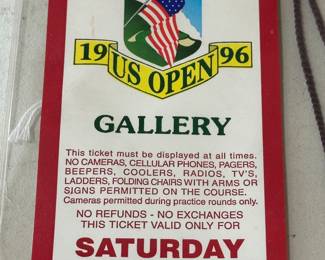 19 US OPEN 96
GALLERY
This ticket must be displayed at all times.
NO CAMERAS, CELLULAR PHONES, PAGERS,
BEEPERS, COOLERS, RADIOS, TV'S,
LADDERS, FOLDING CHAIRS WITH ARMS OR
SIGNS PERMITTED ON THE COURSE.
Cameras permitted during practice rounds only.
NO REFUNDS - NO EXCHANGES
THIS TICKET VALID ONLY FOR
SATURDAY